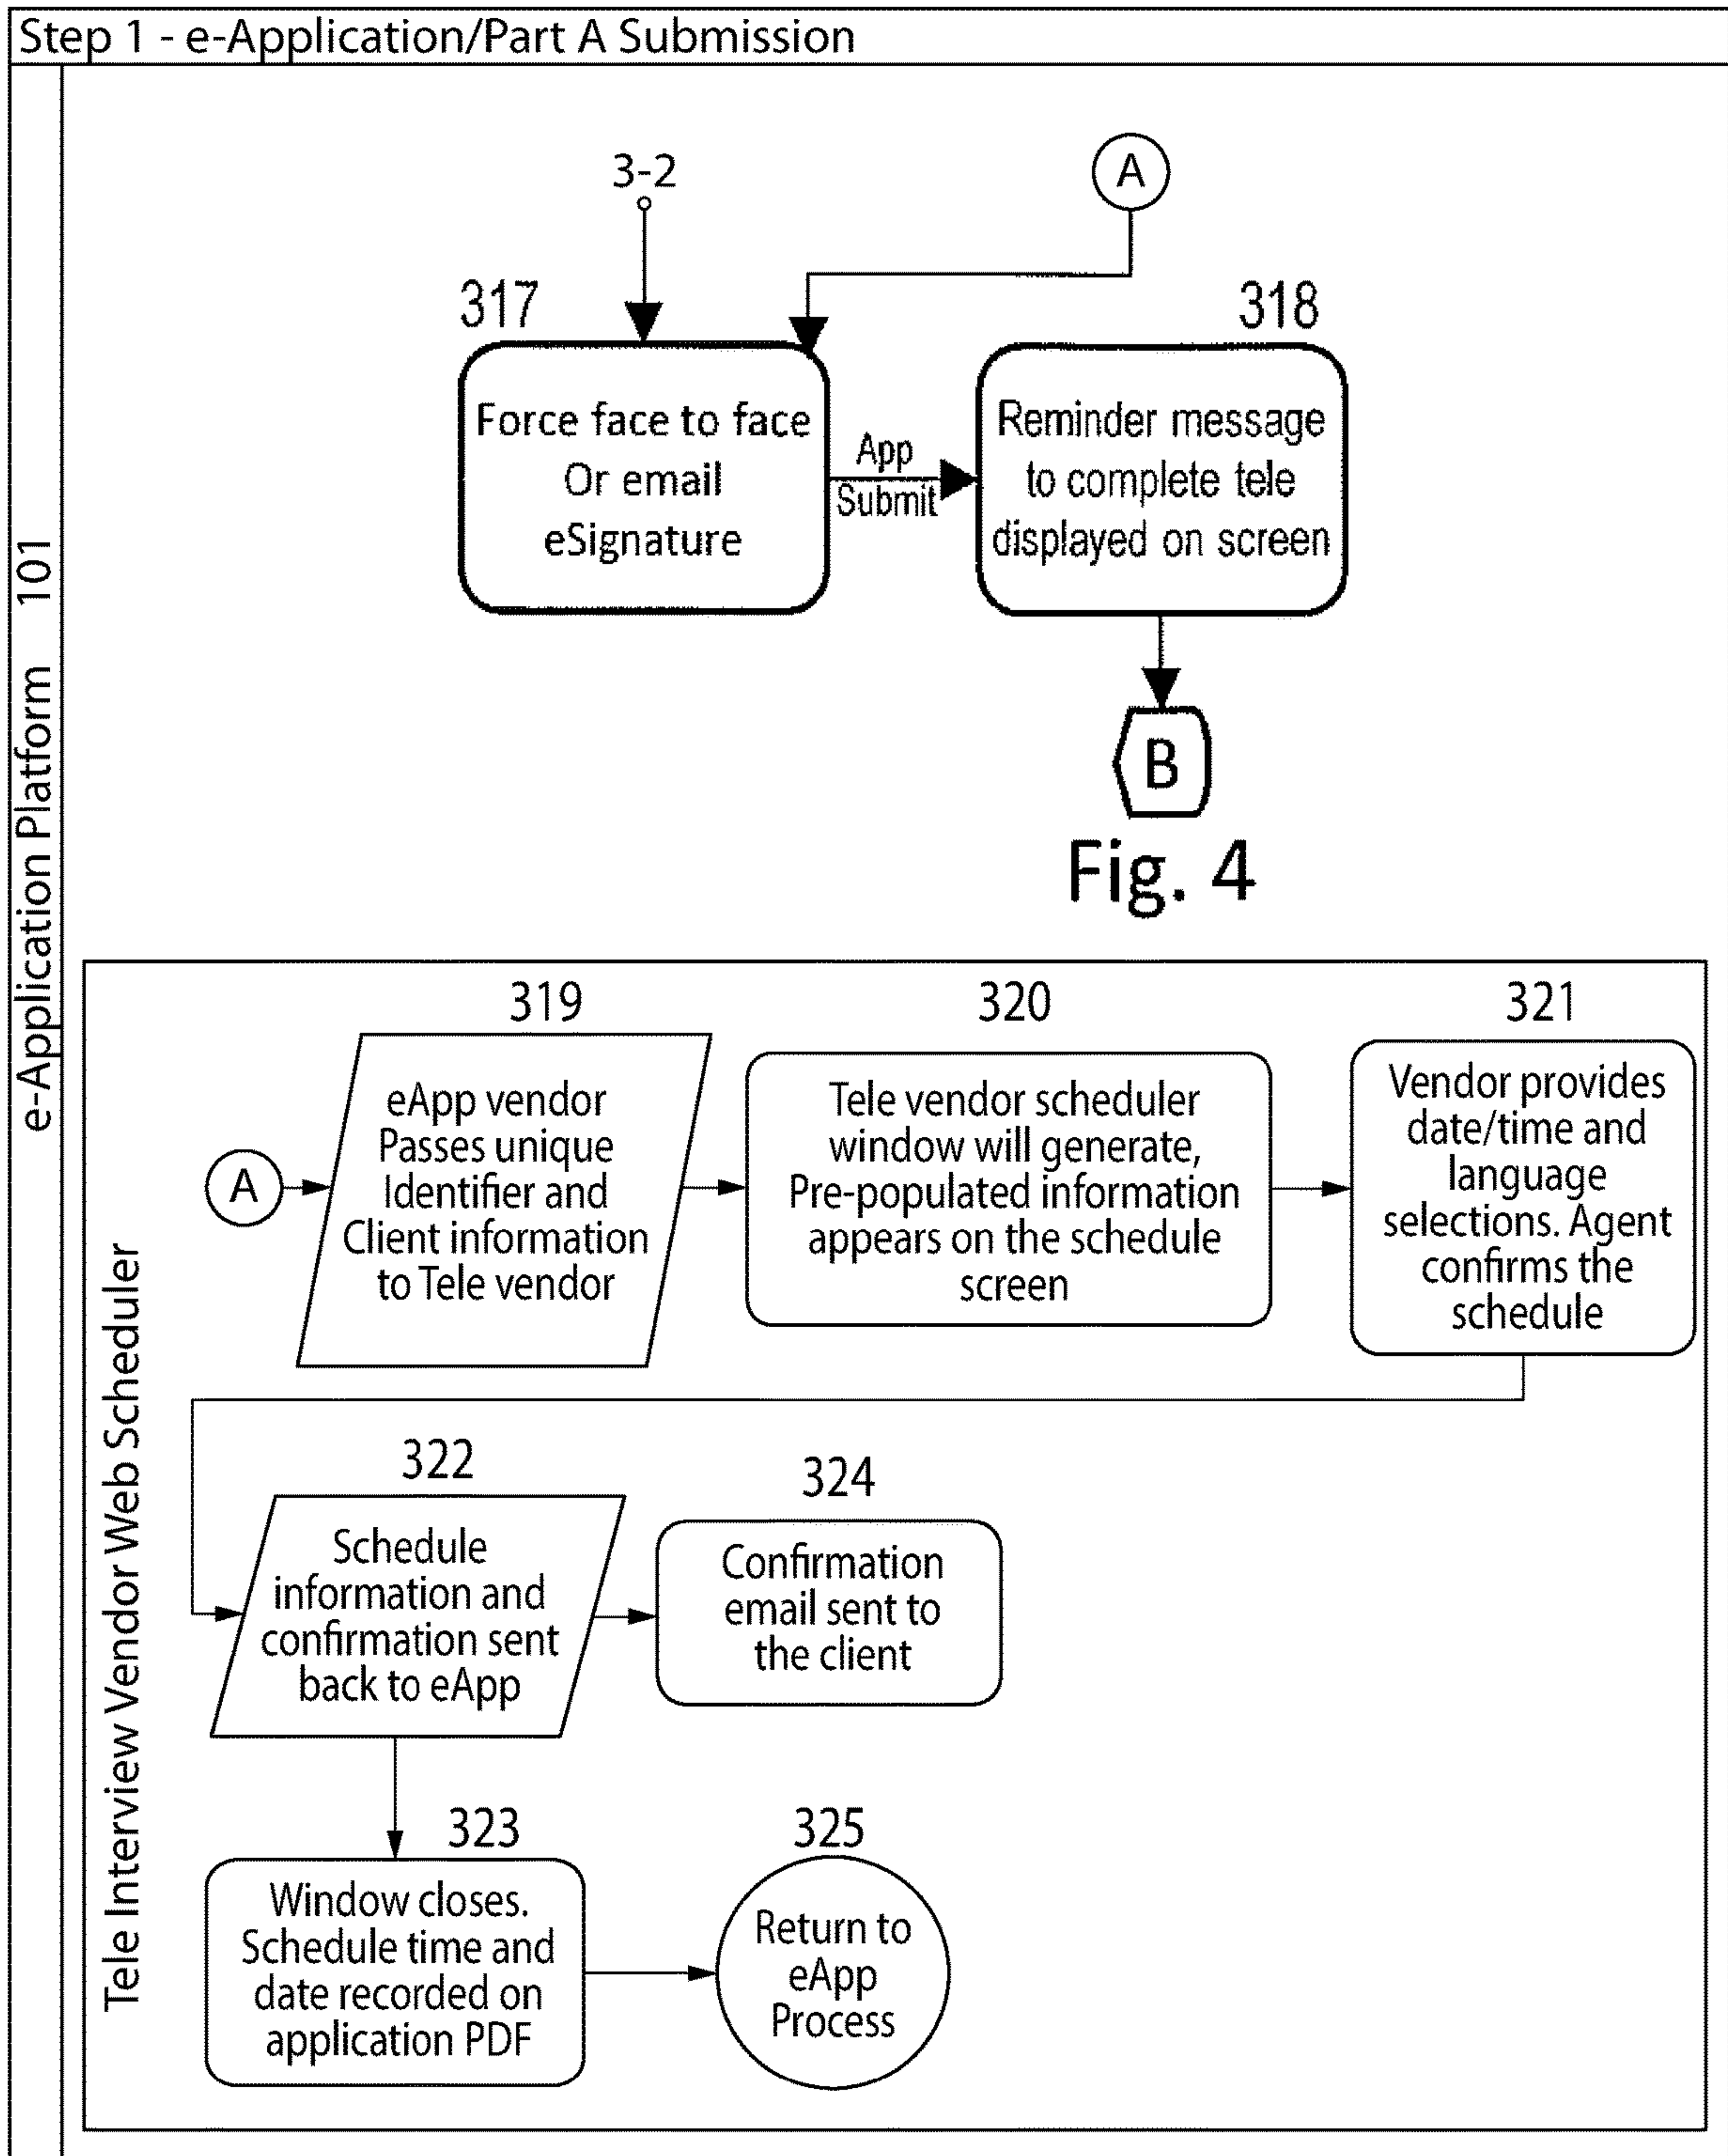 Step 1 - e-Application/Part A Submission
e-Application Platform 101
3-2
A
317
318
Force face to face
Or email
eSignature
App
Submit
Reminder message
to complete tele
displayed on screen
B
Fig. 4
Tele Interview Vendor Web Scheduler
319
320
321
A
eApp vendor
Passes unique
Identifier and
Client information
to Tele vendor
Tele vendor scheduler
window will generate,
Pre-populated information
appears on the schedule
screen
Vendor provides
date/time and
language
selections. Agent
confirms the
schedule
322
324
Schedule
information and
confirmation sent
back to eApp
Confirmation
email sent to
the client
323
325
Window closes.
Schedule time and
date recorded on
application PDF
Return to
eApp
Process